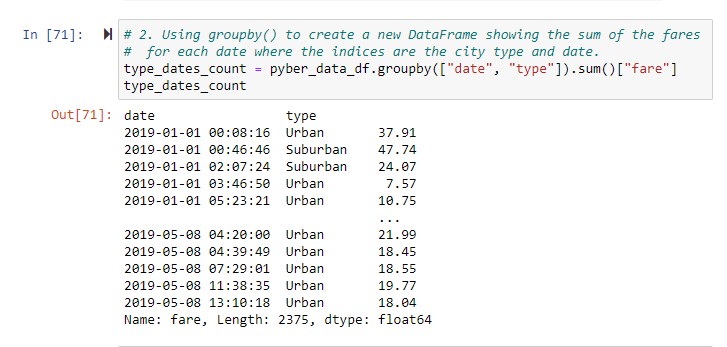 In [71]: # 2. Using groupby() to create a new DataFrame showing the sum of the fares
# for each date where the indices are the city type and date.
type_dates_count = pyber_data_df.groupby(["date", "type"]).sum()["fare"]
type_dates_count
Out[71]: date type
2019-01-01 00:08:16 Urban 37.91
2019-01-01 00:46:46 Suburban 47.74
2019-01-01 02:07:24 Suburban 24.07
2019-01-01 03:46:50 Urban 7.57
2019-01-01 05:23:21 Urban 10.75
...
2019-05-08 04:20:00 Urban 21.99
2019-05-08 04:39:49 Urban 18.45
2019-05-08 07:29:01 Urban 18.55
2019-05-08 11:38:35 Urban 19.77
2019-05-08 13:10:18 Urban 18.04
Name: fare, Length: 2375, dtype: float64